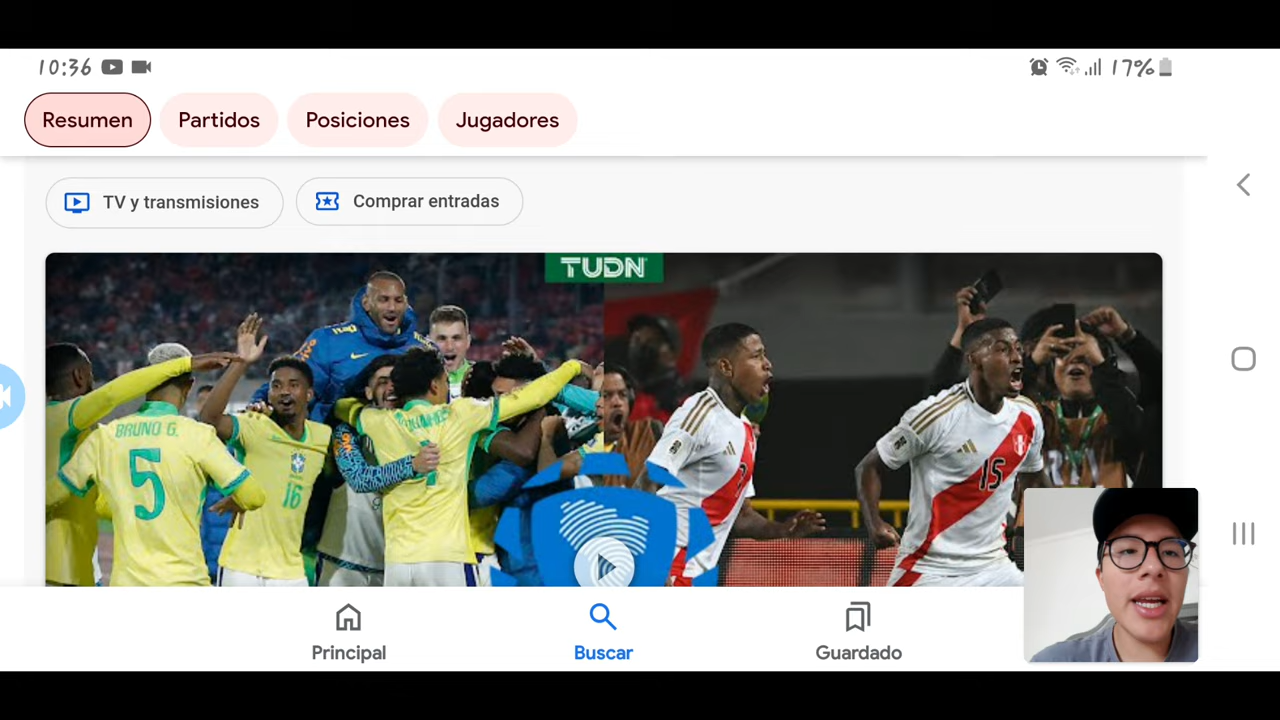 10:36 17%
Resumen Partidos Posiciones Jugadores
TV y transmisiones Comprar entradas
TUDN
BRUNO G.
5
16
15
Principal Buscar Guardado